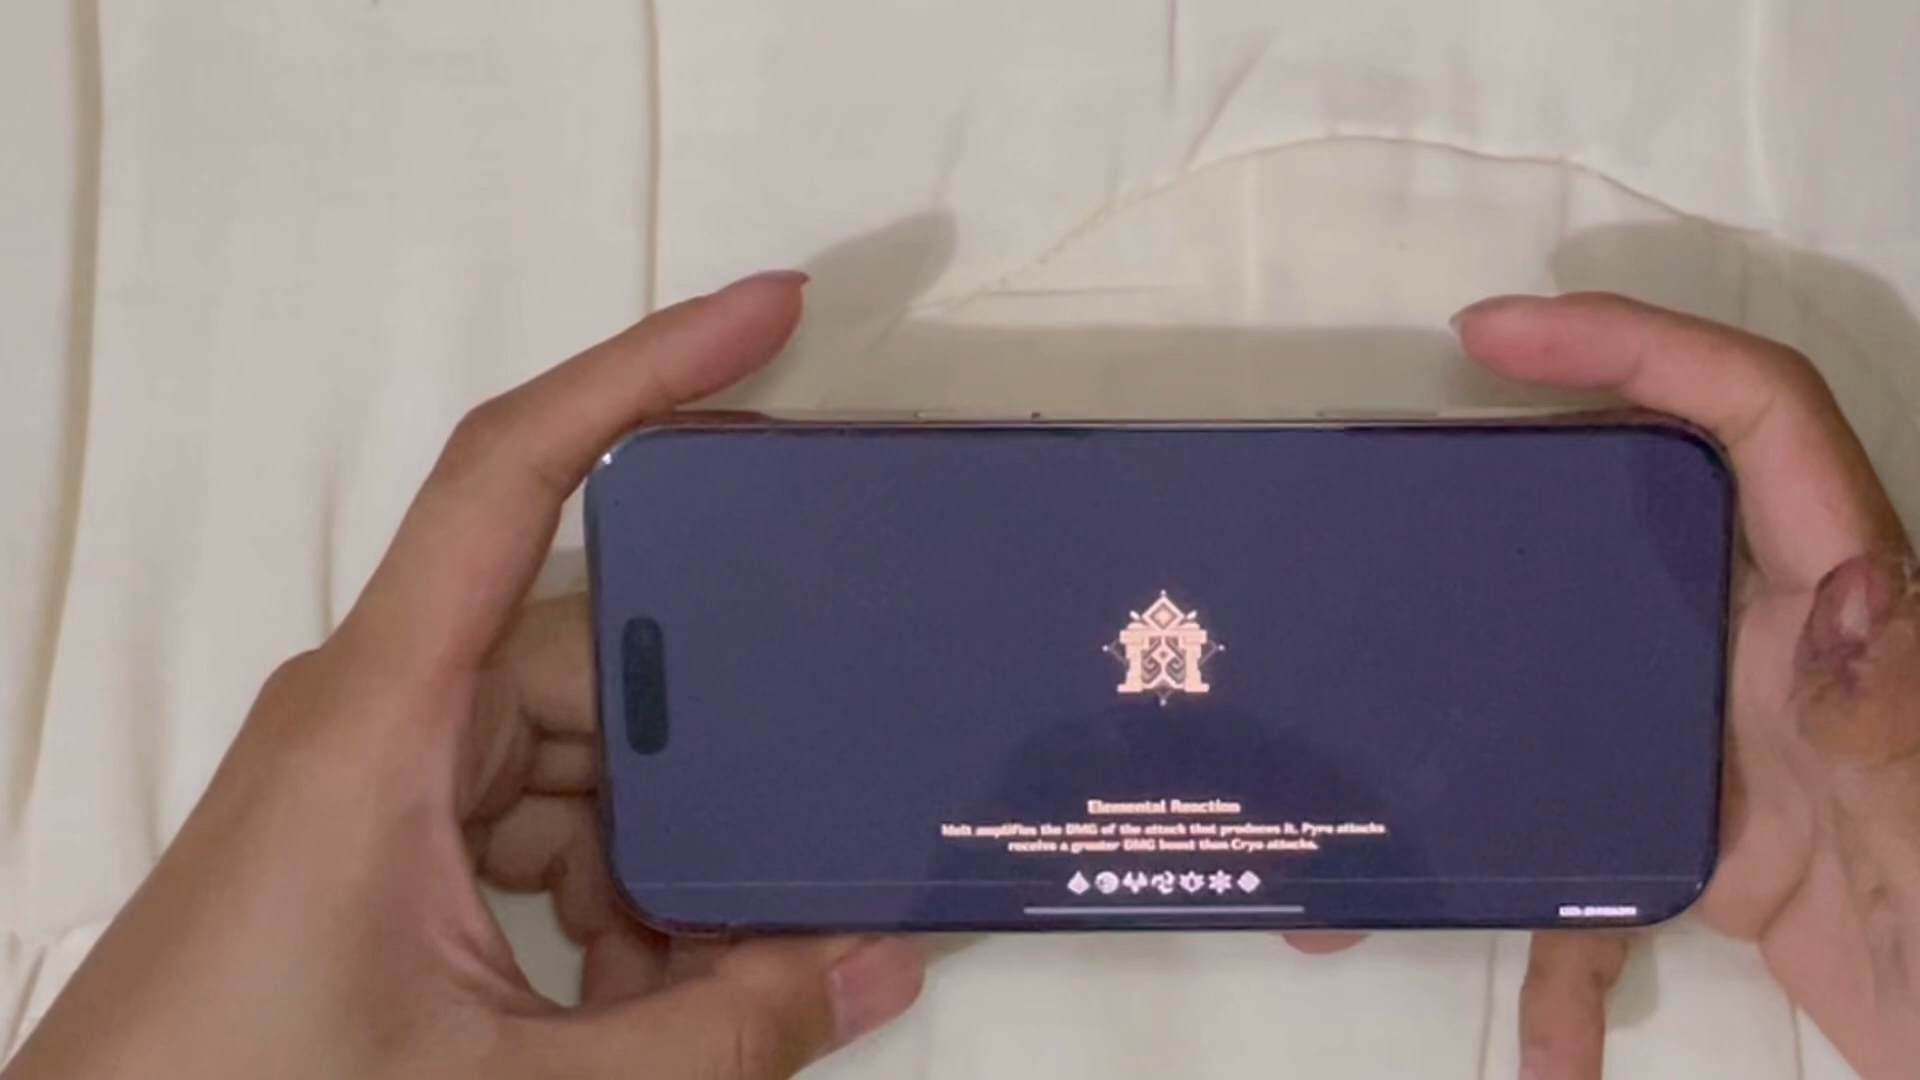 Elemental Reaction
Melt amplifies the DMG of the attack that produces it. Pyro attacks
receive a greater DMG boost than Cryo attacks.